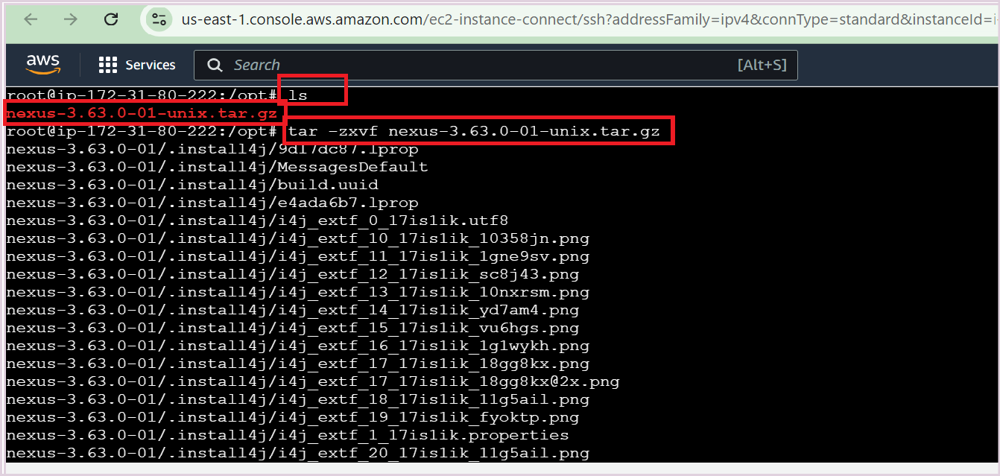 us-east-1.console.aws.amazon.com/ec2-instance-connect/ssh?addressFamily=ipv4&connType=standard&instanceId=i-
aws Services Search [Alt+S]
root@ip-172-31-80-222:/opt# ls
nexus-3.63.0-01-unix.tar.gz
root@ip-172-31-80-222:/opt# tar -zxvf nexus-3.63.0-01-unix.tar.gz
nexus-3.63.0-01/.install4j/9d17dc87.lprop
nexus-3.63.0-01/.install4j/MessagesDefault
nexus-3.63.0-01/.install4j/build.uuid
nexus-3.63.0-01/.install4j/e4ada6b7.lprop
nexus-3.63.0-01/.install4j/i4j_extf_0_17is1ik.utf8
nexus-3.63.0-01/.install4j/i4j_extf_10_17is1ik_10358jn.png
nexus-3.63.0-01/.install4j/i4j_extf_11_17is1ik_1gne9sv.png
nexus-3.63.0-01/.install4j/i4j_extf_12_17is1ik_sc8j43.png
nexus-3.63.0-01/.install4j/i4j_extf_13_17is1ik_10nxrsm.png
nexus-3.63.0-01/.install4j/i4j_extf_14_17is1ik_yd7am4.png
nexus-3.63.0-01/.install4j/i4j_extf_15_17is1ik_vu6hgs.png
nexus-3.63.0-01/.install4j/i4j_extf_16_17is1ik_1g1wykh.png
nexus-3.63.0-01/.install4j/i4j_extf_17_17is1ik_18gg8kx.png
nexus-3.63.0-01/.install4j/i4j_extf_17_17is1ik_18gg8kx@2x.png
nexus-3.63.0-01/.install4j/i4j_extf_18_17is1ik_11g5ail.png
nexus-3.63.0-01/.install4j/i4j_extf_19_17is1ik_fyoktp.png
nexus-3.63.0-01/.install4j/i4j_extf_1_17is1ik.properties
nexus-3.63.0-01/.install4j/i4j_extf_20_17is1ik_11g5ail.png